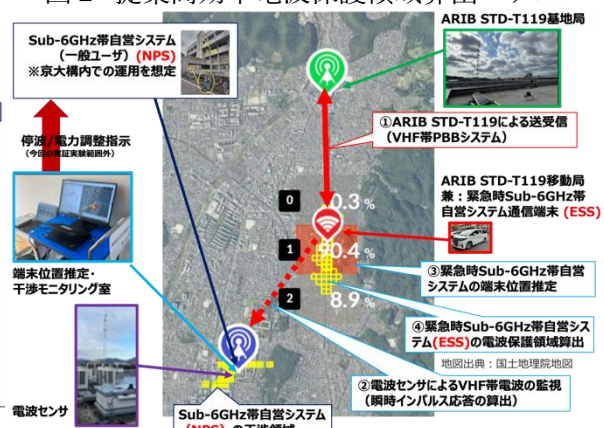 Sub-6GHz帯自営システム
(一般ユーザ) (NPS)
※京大構内での運用を想定
停波/電力調整指示
(今回の実証実験範囲外)
端末位置推定・
干渉モニタリング室
電波センサ
ARIB STD-T119基地局
①ARIB STD-T119による送受信
(VHF帯PBBシステム)
ARIB STD-T119移動局
兼:緊急時Sub-6GHz帯
自営システム通信端末 (ESS)
0
0.3 %
1
90.4 %
2
8.9 %
③緊急時Sub-6GHz帯自営
システムの端末位置推定
④緊急時Sub-6GHz帯自営シス
テム(ESS)の電波保護領域算出
地図出典:国土地理院地図
②電波センサによるVHF帯電波の監視
(瞬時インパルス応答の算出)
Sub-6GHz帯自営システム